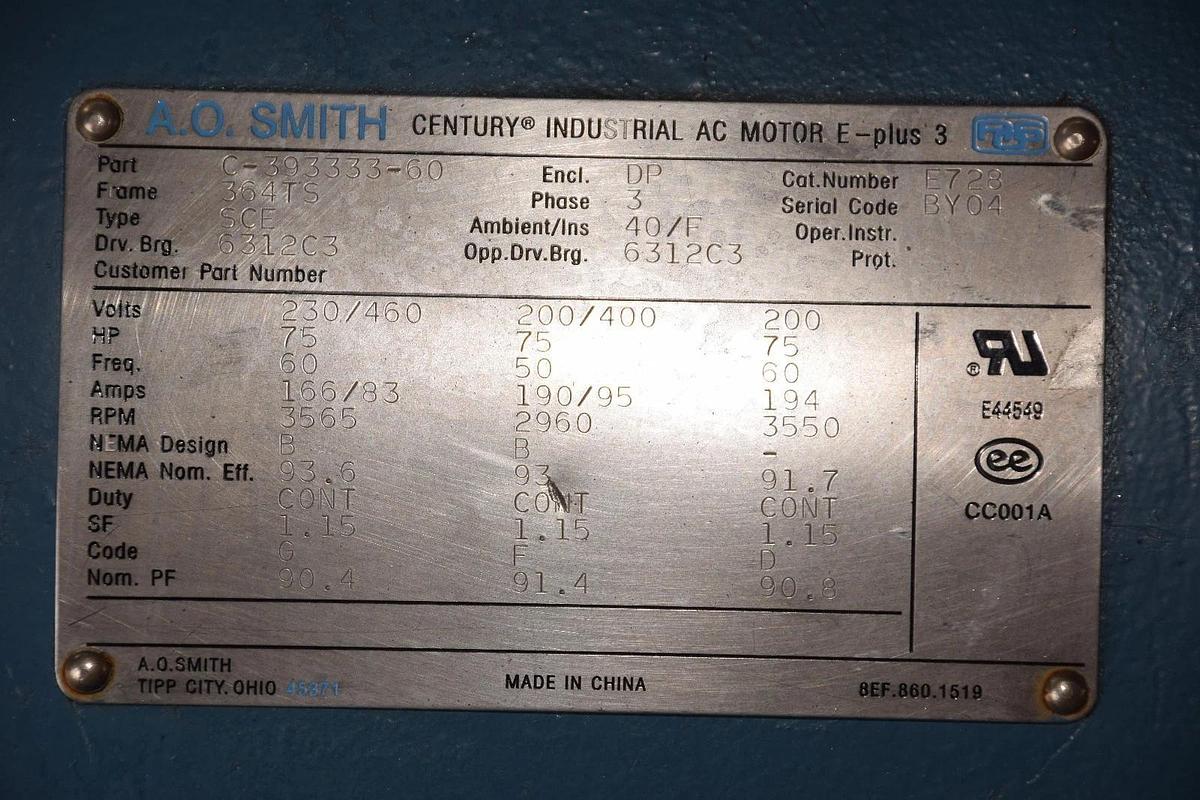 A.O. SMITH CENTURY® INDUSTRIAL AC MOTOR E-plus 3
Part C-393333-60 Encl. DP Cat.Number E728
Frame 364TS Phase 3 Serial Code BY04
Type SCE Ambient/Ins 40/F Oper.Instr.
Drv. Brg. 6312C3 Opp.Drv.Brg. 6312C3 Prot.
Customer Part Number
Volts 230/460 200/400 200
HP 75 75 75
Freq. 60 50 60
Amps 166/83 190/95 194
RPM 3565 2960 3550
NEMA Design B B -
NEMA Nom. Eff. 93.6 93 91.7
Duty CONT CONT CONT
SF 1.15 1.15 1.15
Code G F D
Nom. PF 90.4 91.4 90.8
®
E44549
ee
CC001A
A.O.SMITH
TIPP CITY, OHIO 45371
MADE IN CHINA
8EF.860.1519